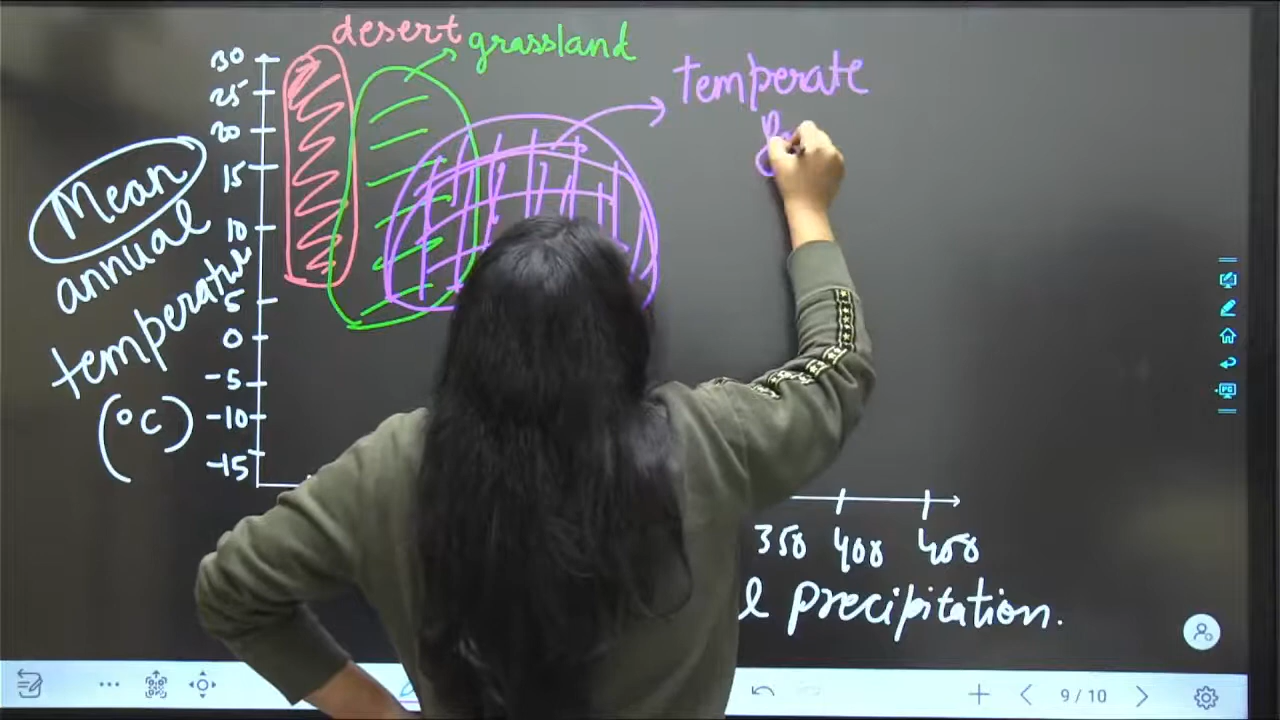 desert
grassland
temperate
Mean
annual
temperature
(°C)
30
25
20
15
10
5
0
-5
-10
-15
350 400 450
l precipitation.
9/10